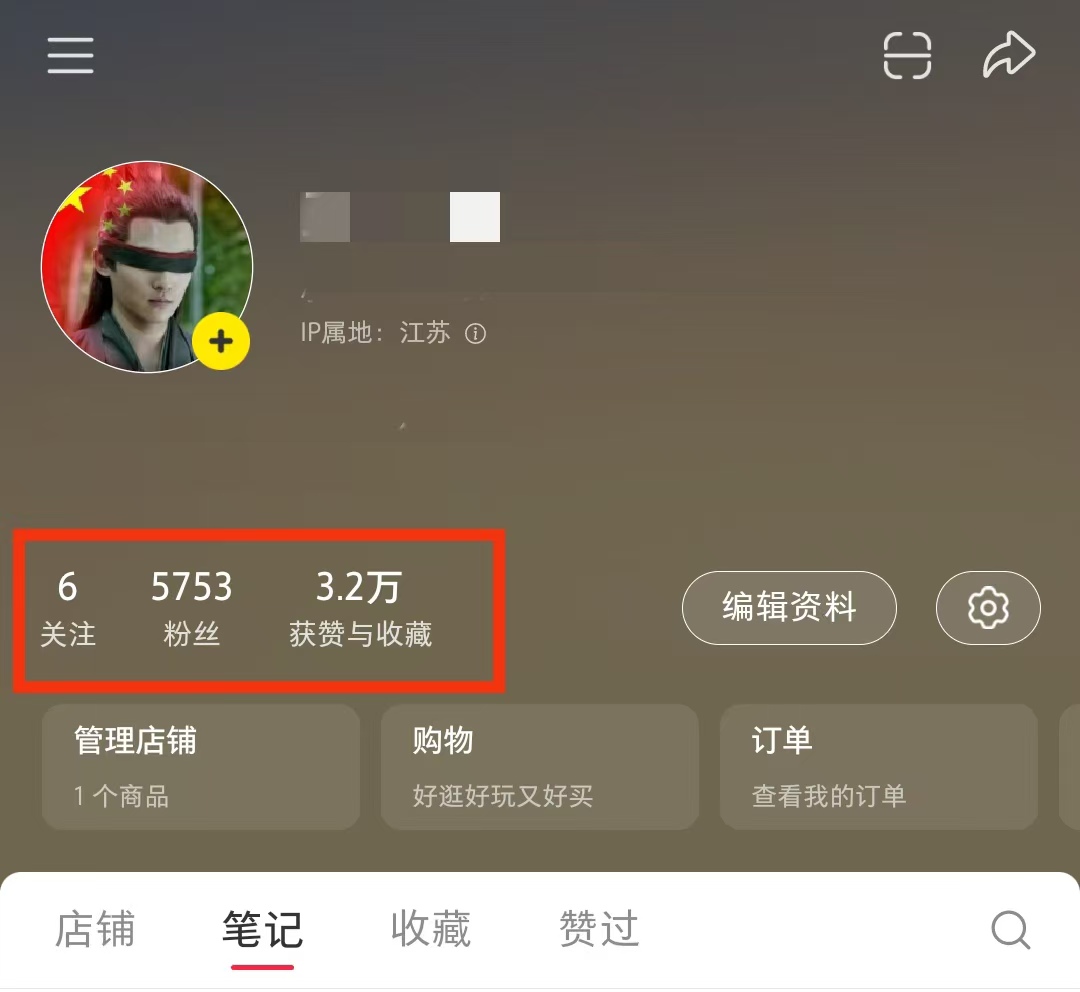 IP属地：江苏
6 5753 3.2万
关注 粉丝 获赞与收藏
编辑资料
管理店铺 购物 订单
1个商品 好逛好玩又好买 查看我的订单
店铺 笔记 收藏 赞过